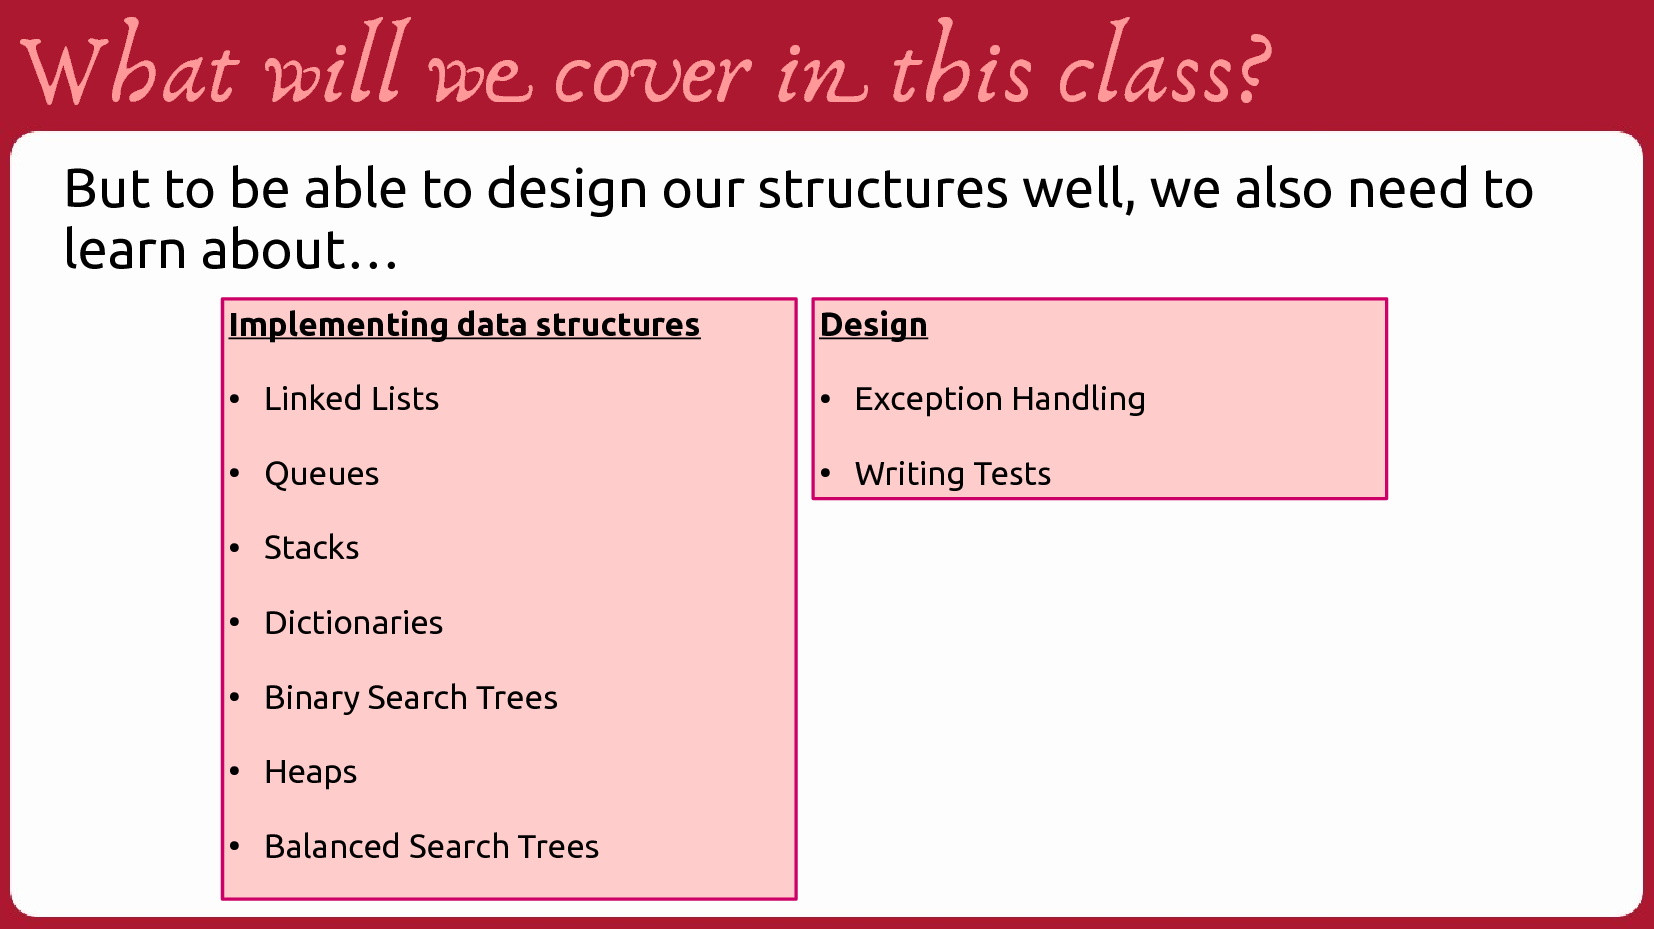 What will we cover in this class?
But to be able to design our structures well, we also need to
learn about…
Implementing data structures
• Linked Lists
• Queues
• Stacks
• Dictionaries
• Binary Search Trees
• Heaps
• Balanced Search Trees
Design
• Exception Handling
• Writing Tests